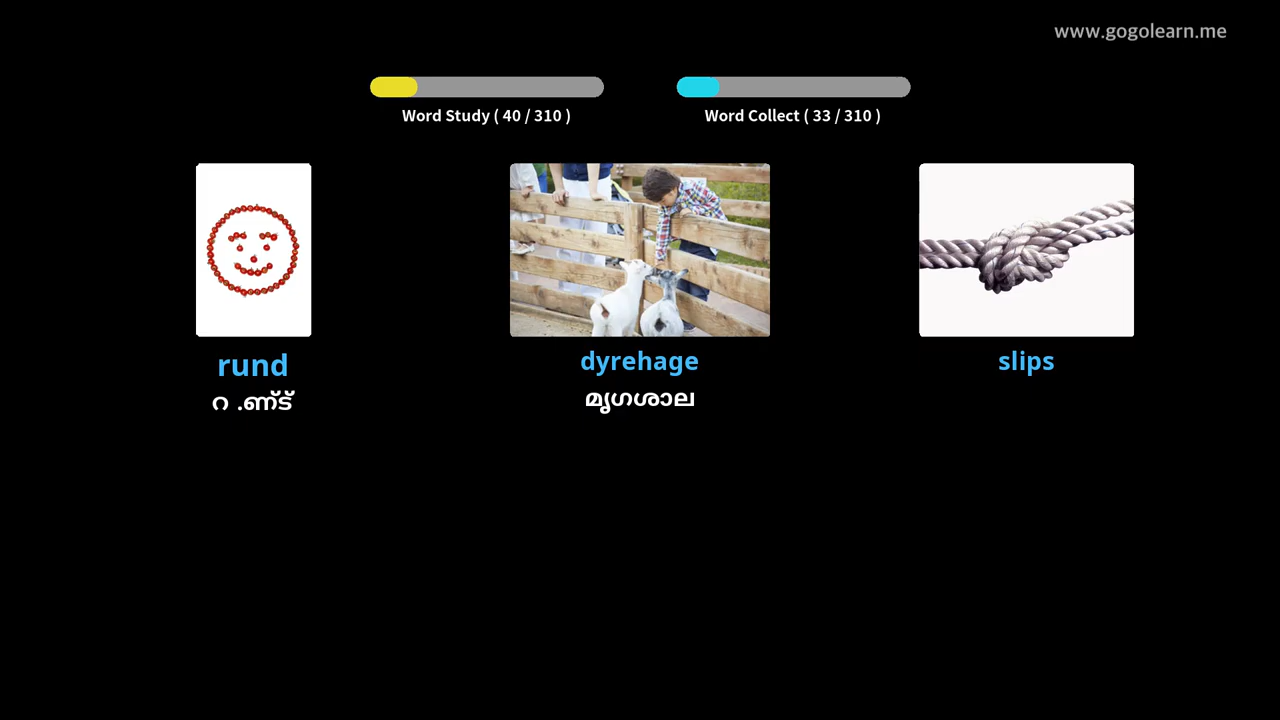 www.gogolearn.me
Word Study ( 40 / 310 )
Word Collect ( 33 / 310 )
rund
റ .ണ്ട്
dyrehage
മൃഗശാല
slips